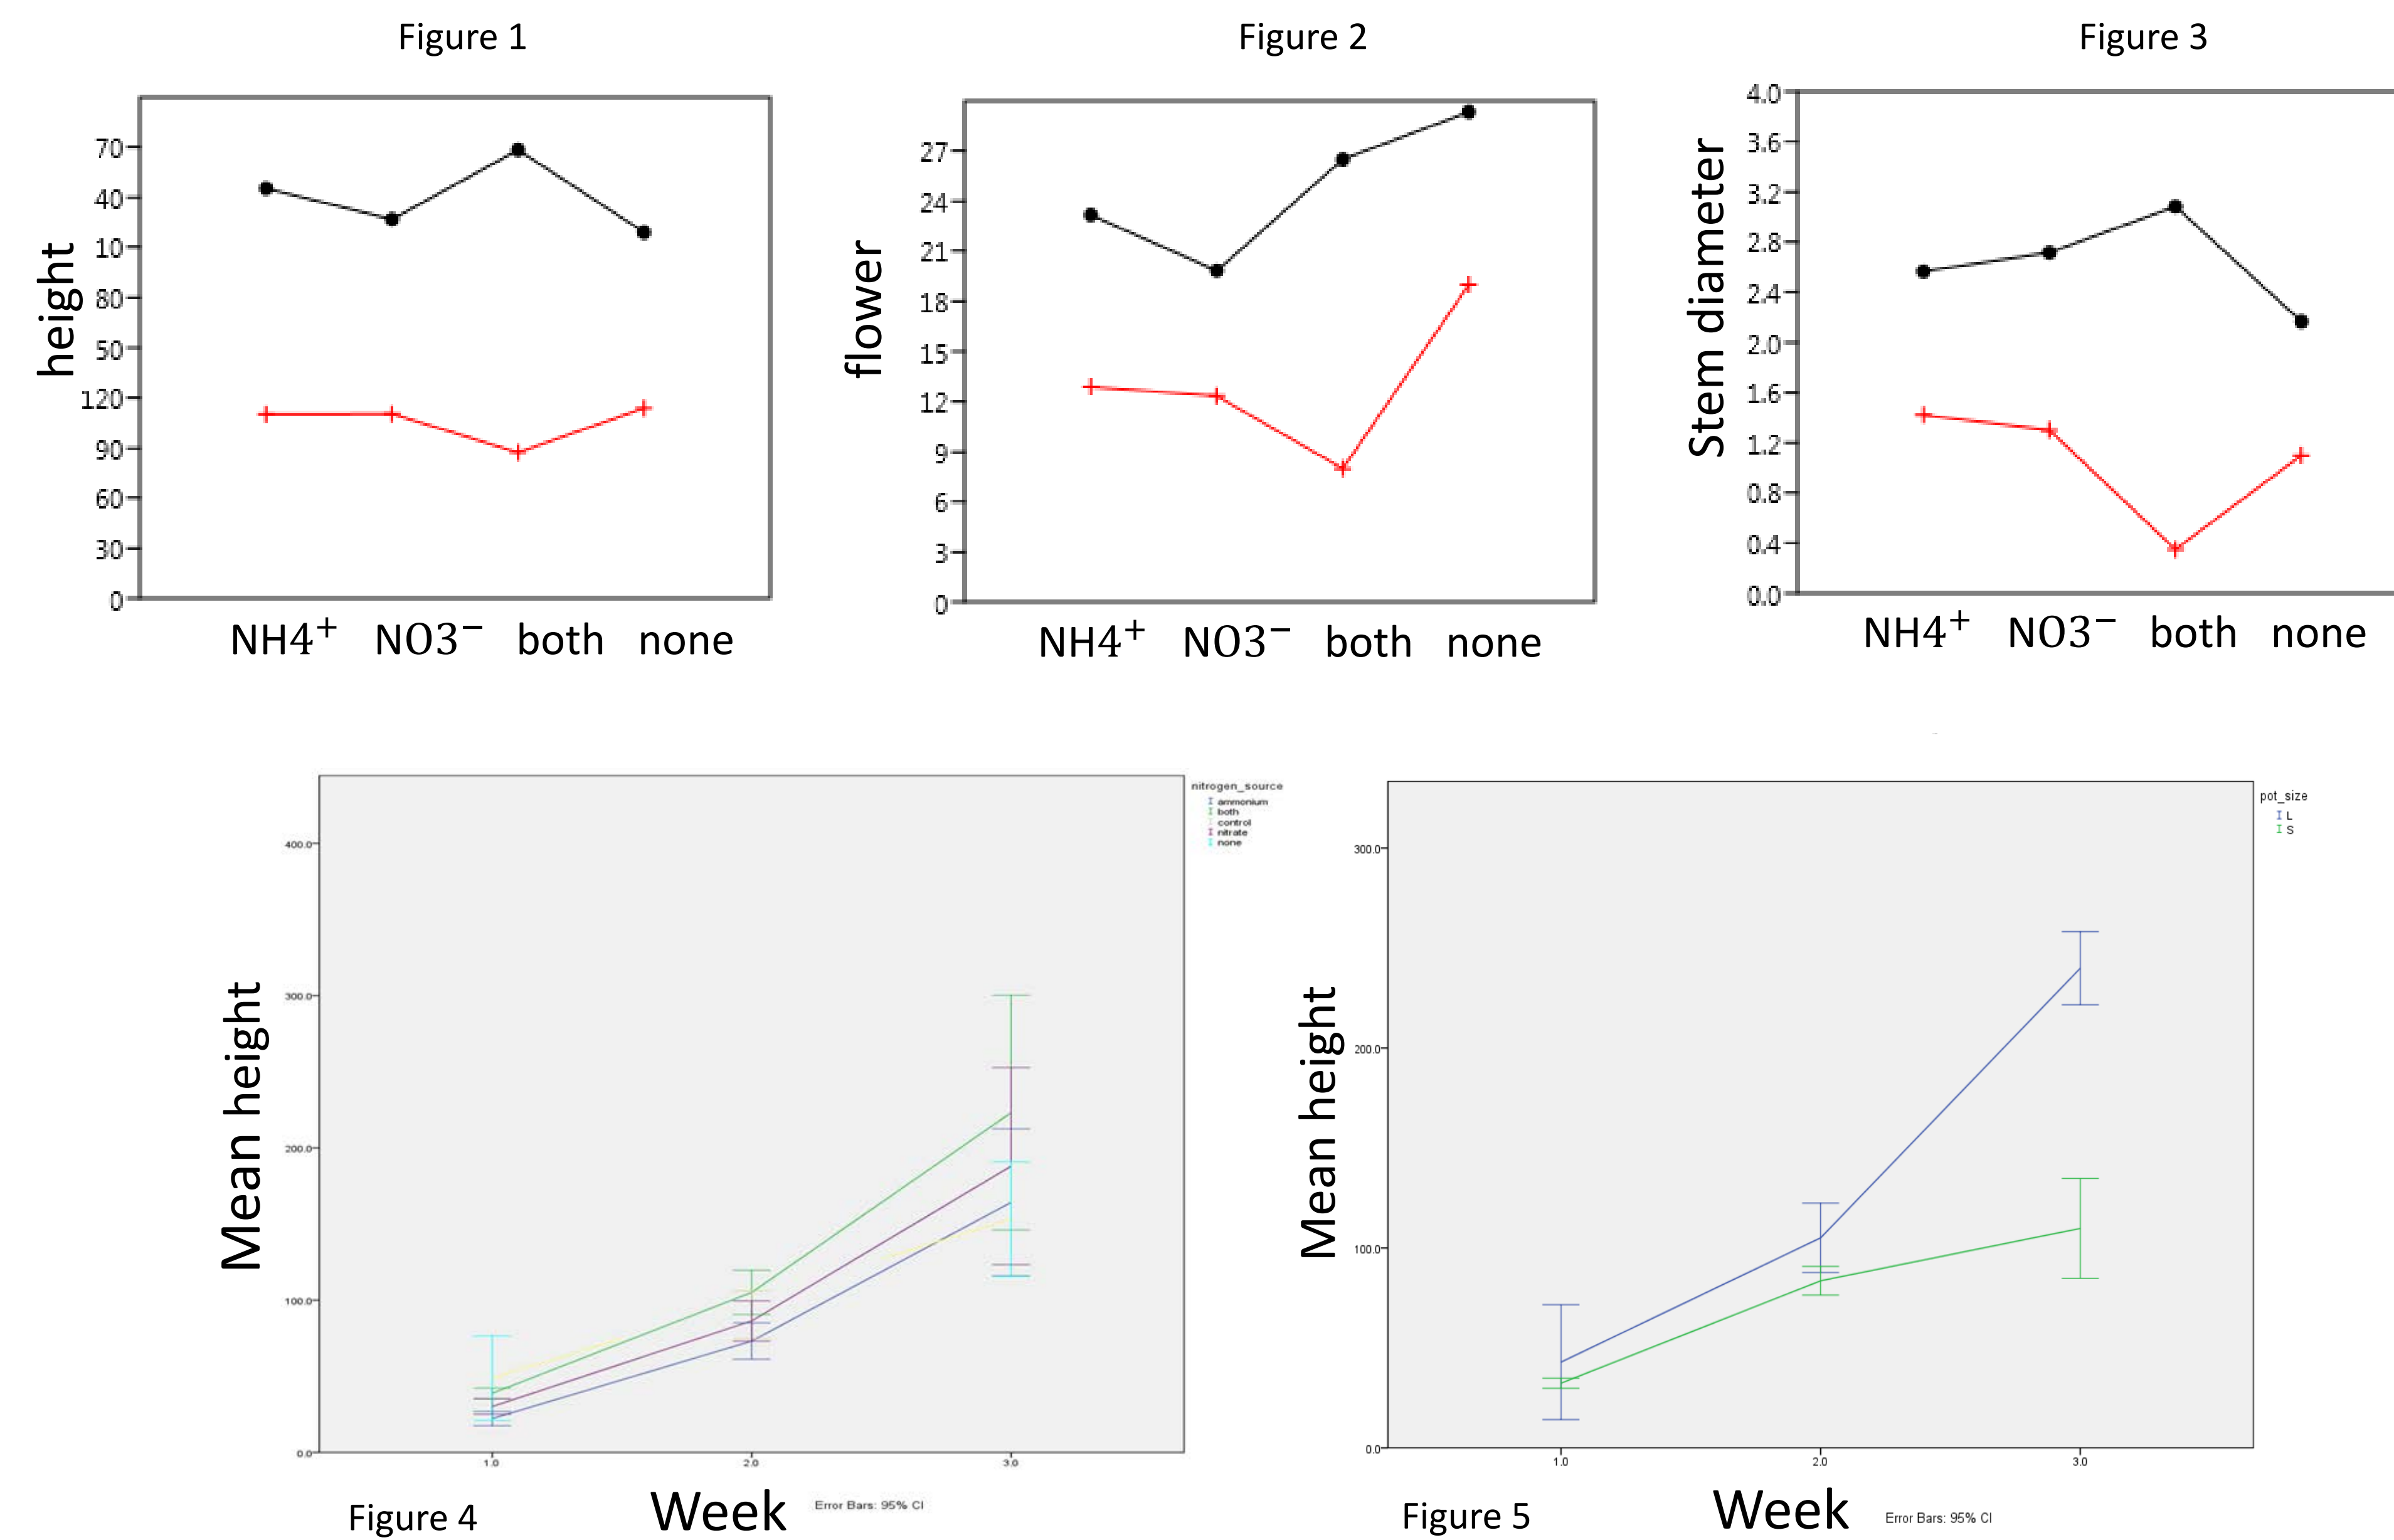 Figure 1
Figure 2
Figure 3
height
70
40
10
80
50
120
90
60
30
0
NH4⁺ NO3⁻ both none
flower
27
24
21
18
15
12
9
6
3
0
NH4⁺ NO3⁻ both none
Stem diameter
4.0
3.6
3.2
2.8
2.4
2.0
1.6
1.2
0.8
0.4
0.0
NH4⁺ NO3⁻ both none
Mean height
400.0
300.0
200.0
100.0
0.0
1.0 2.0 3.0
nitrogen_source
ammonium
both
control
nitrate
none
Figure 4
Week
Error Bars: 95% CI
Mean height
300.0
200.0
100.0
0.0
1.0 2.0 3.0
pot_size
L
S
Figure 5
Week
Error Bars: 95% CI